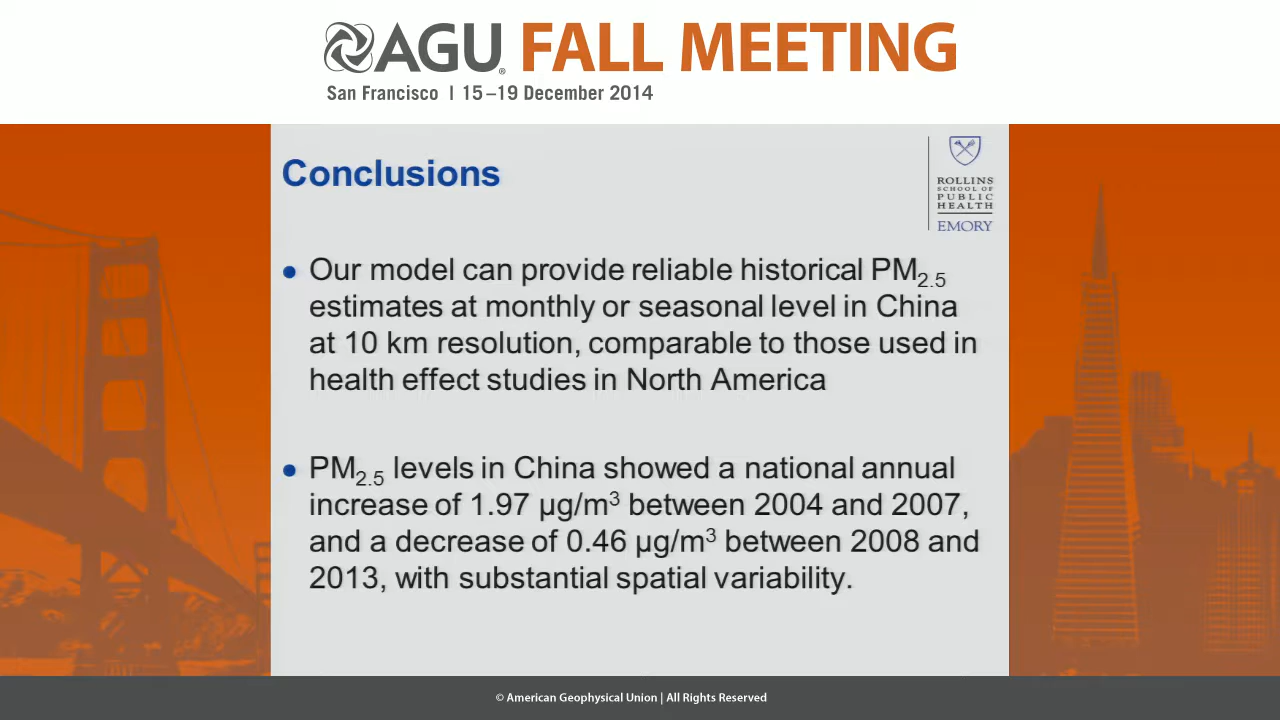 AGU FALL MEETING
San Francisco | 15–19 December 2014
Conclusions
ROLLINS
SCHOOL OF
PUBLIC
HEALTH
EMORY
• Our model can provide reliable historical PM2.5
estimates at monthly or seasonal level in China
at 10 km resolution, comparable to those used in
health effect studies in North America
• PM2.5 levels in China showed a national annual
increase of 1.97 µg/m³ between 2004 and 2007,
and a decrease of 0.46 µg/m³ between 2008 and
2013, with substantial spatial variability.
© American Geophysical Union | All Rights Reserved